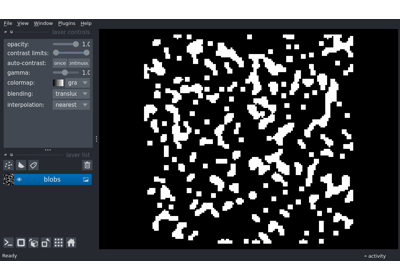 File View Window Plugins Help
layer controls
opacity: 1.0
contrast limits:
auto-contrast: once
gamma: 1.0
colormap: gra
blending: translu
interpolation: nearest
layer list
blobs
Ready activity